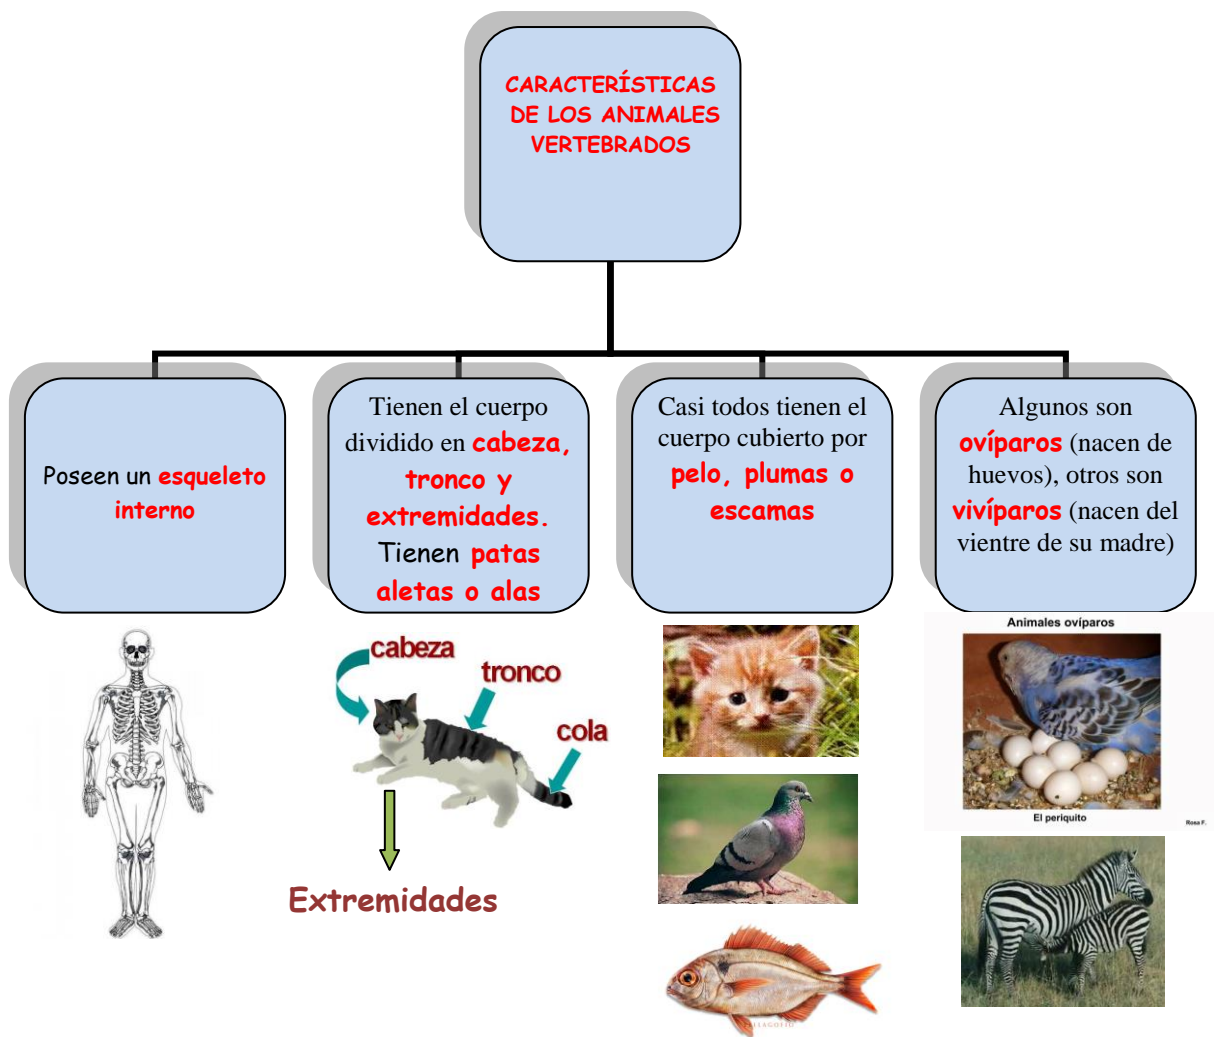 CARACTERÍSTICAS
DE LOS ANIMALES
VERTEBRADOS
Poseen un esqueleto
interno
Tienen el cuerpo
dividido en cabeza,
tronco y
extremidades.
Tienen patas
aletas o alas
Casi todos tienen el
cuerpo cubierto por
pelo, plumas o
escamas
Algunos son
ovíparos (nacen de
huevos), otros son
vivíparos (nacen del
vientre de su madre)
cabeza
tronco
cola
Extremidades
Animales ovíparos
El periquito
Rosa F.